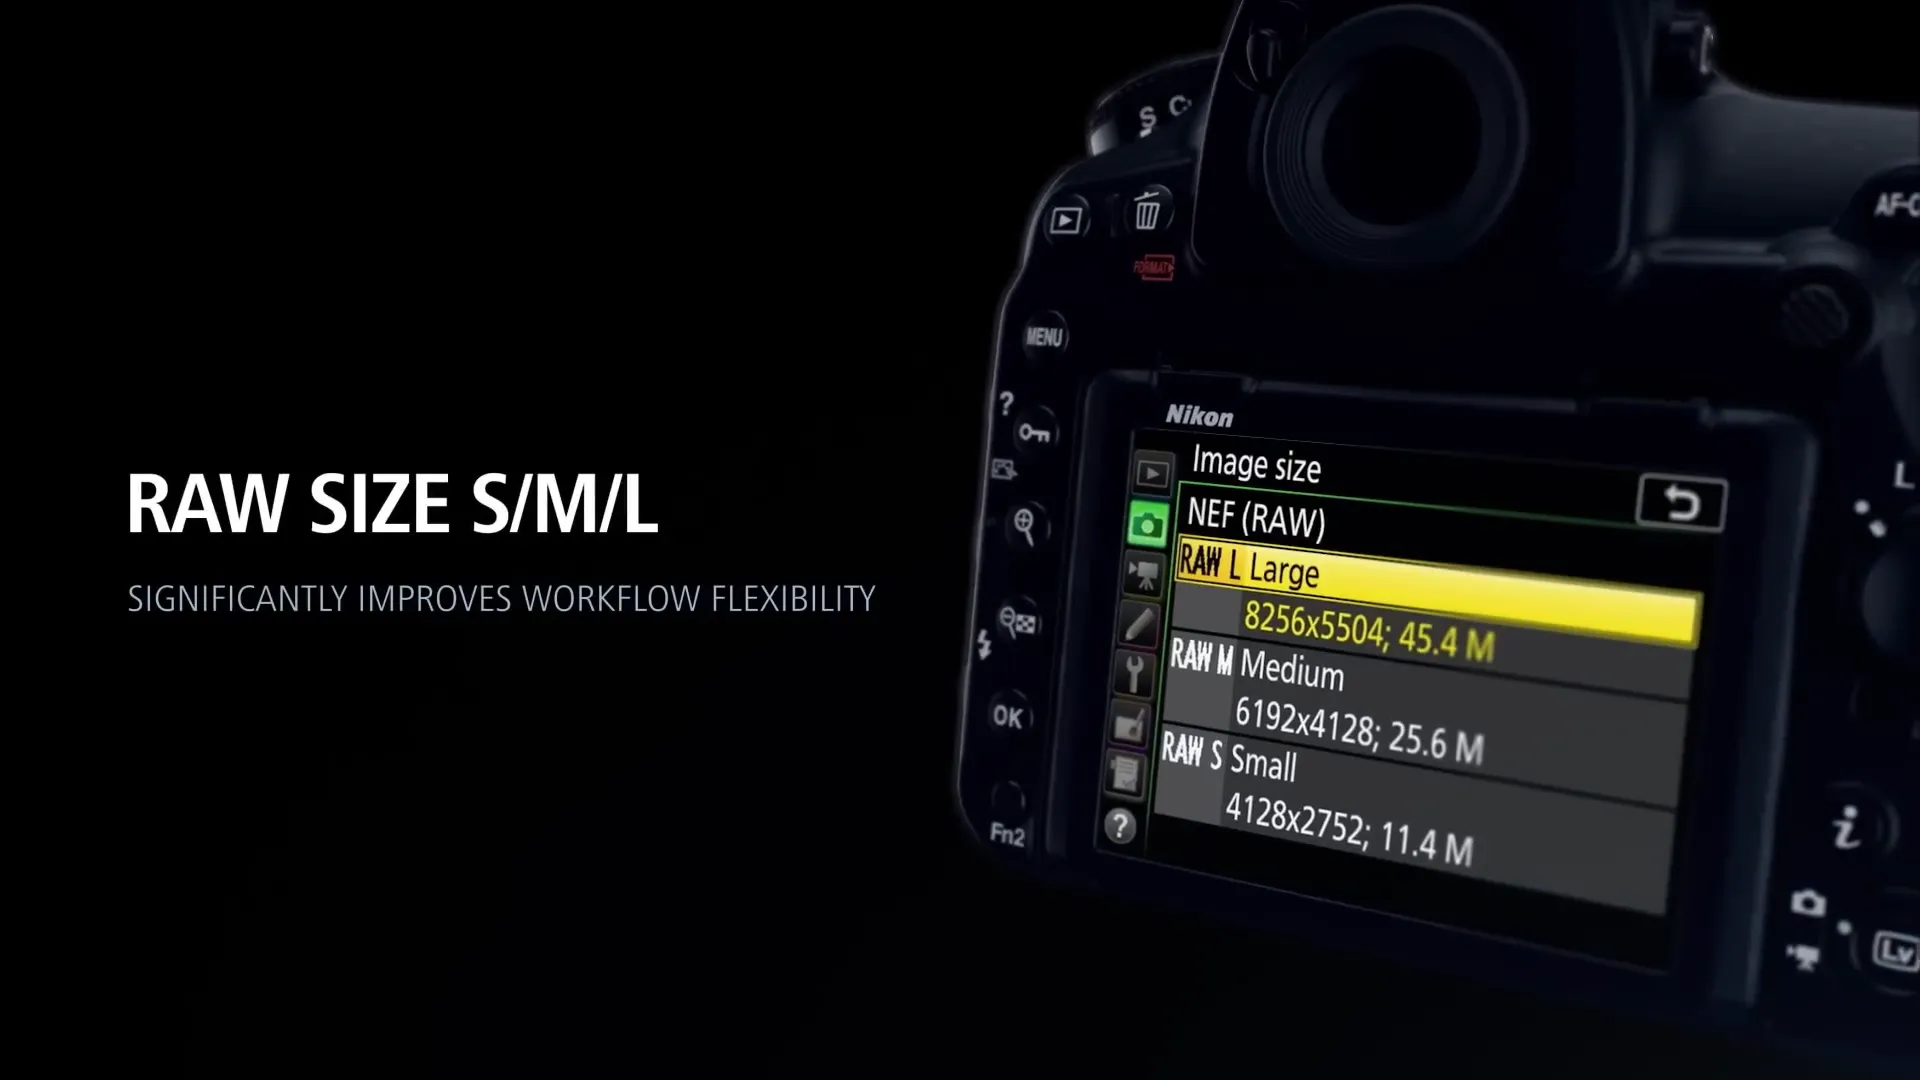 RAW SIZE S/M/L
SIGNIFICANTLY IMPROVES WORKFLOW FLEXIBILITY
S C
AF-C
FORMAT
MENU
?
Nikon
Image size
NEF (RAW)
RAW L Large
8256x5504; 45.4 M
RAW M Medium
6192x4128; 25.6 M
RAW S Small
4128x2752; 11.4 M
?
L
OK
Fn2
i
Lv